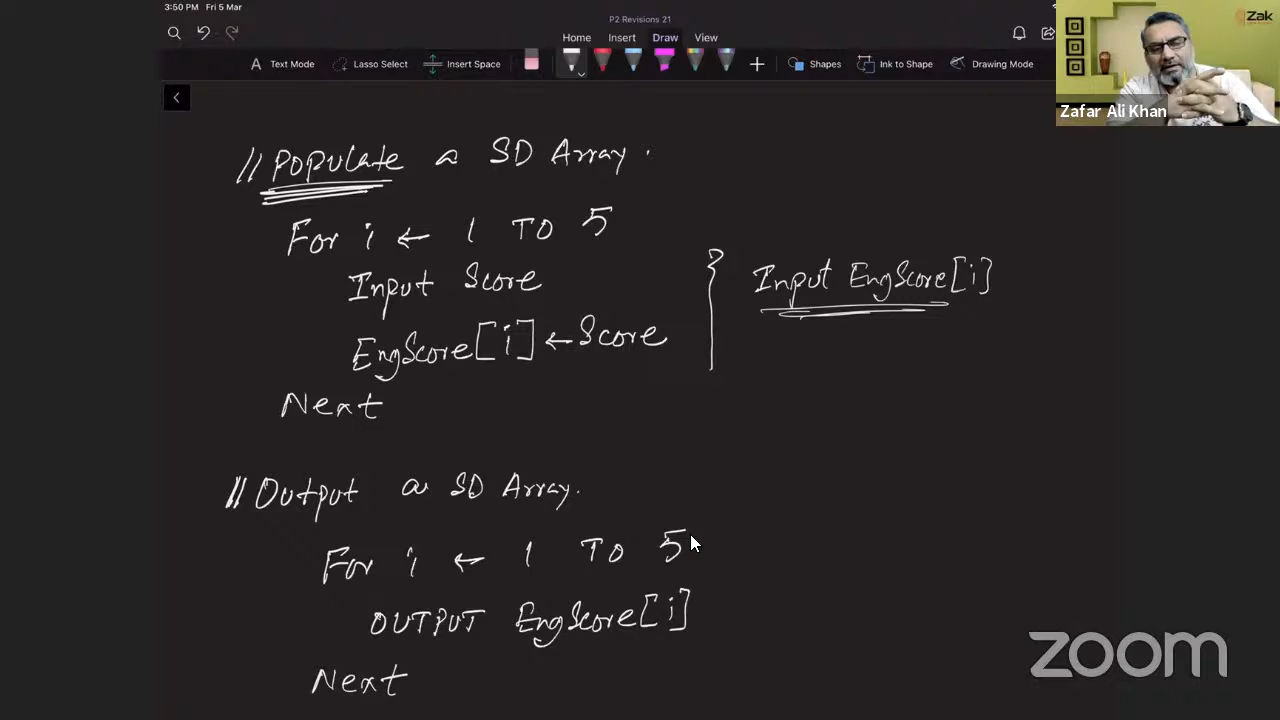 3:50 PM Fri 5 Mar
P2 Revisions 21
Home Insert Draw View
Text Mode Lasso Select Insert Space Shapes Ink to Shape Drawing Mode
Zak
Zafar Ali Khan
// Populate a SD Array.
For i ← 1 TO 5
Input Score
EngScore[i] ← Score
Next
} Input EngScore[i]
// Output a SD Array.
For i ← 1 TO 5
OUTPUT EngScore[i]
Next
zoom